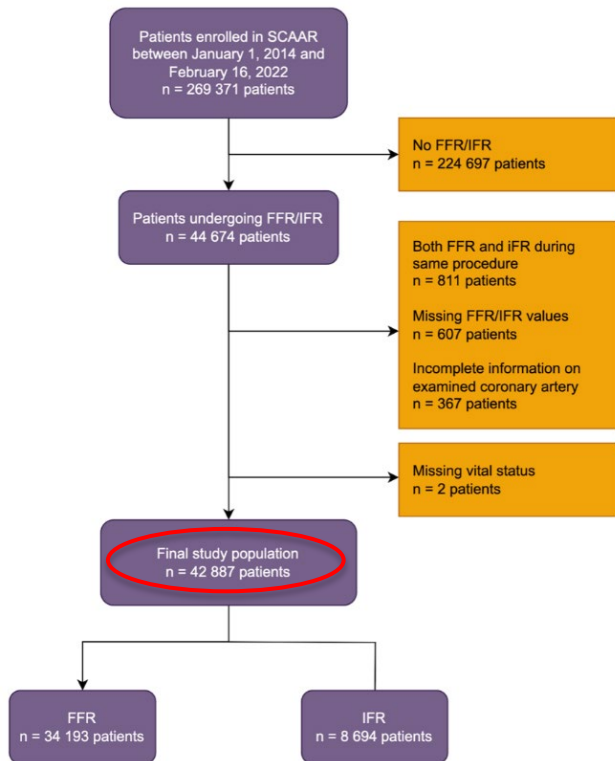 Patients enrolled in SCAAR
between January 1, 2014 and
February 16, 2022
n = 269 371 patients
No FFR/IFR
n = 224 697 patients
Patients undergoing FFR/IFR
n = 44 674 patients
Both FFR and iFR during
same procedure
n = 811 patients
Missing FFR/IFR values
n = 607 patients
Incomplete information on
examined coronary artery
n = 367 patients
Missing vital status
n = 2 patients
Final study population
n = 42 887 patients
FFR
n = 34 193 patients
IFR
n = 8 694 patients